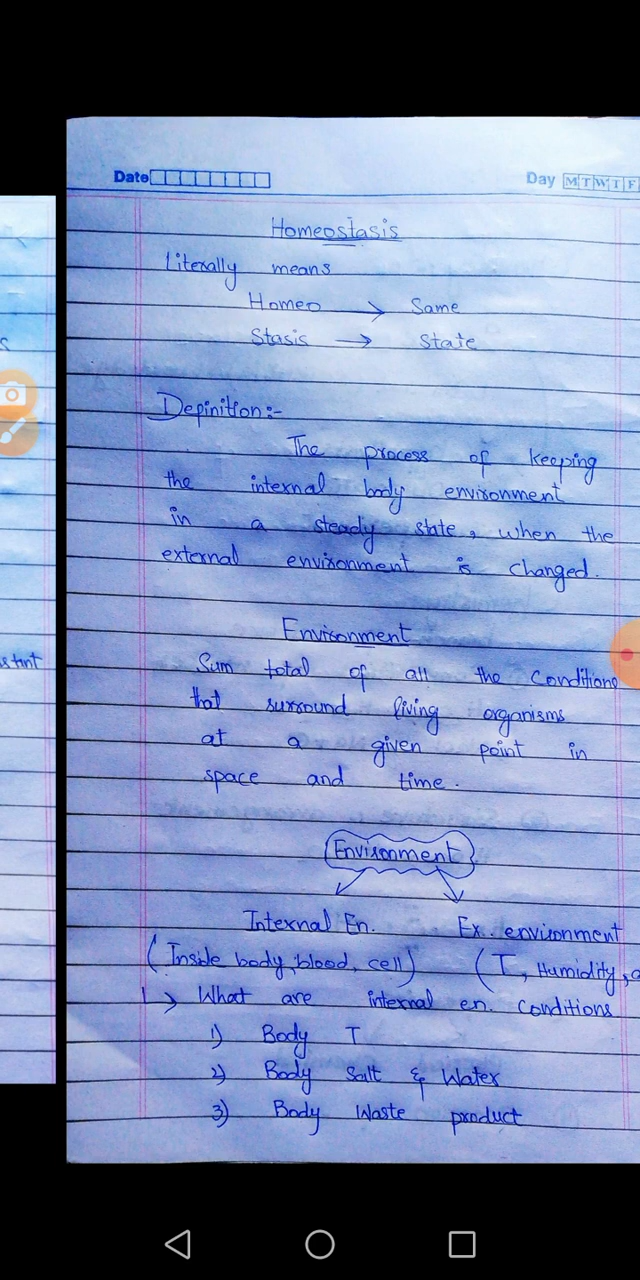 Date
Day M T W T F
Homeostasis
Literally means
Homeo → Same
Stasis → State
Definition:-
The process of keeping
the internal body environment
in a steady state, when the
external environment is changed.
Environment
Sum total of all the conditions
that surround living organisms
at a given point in
space and time.
Environment
Internal En. Ex. environment
(Inside body, blood, cell) (T, Humidity,
What are internal en. conditions
1) Body T
2) Body Salt & Water
3) Body Waste product